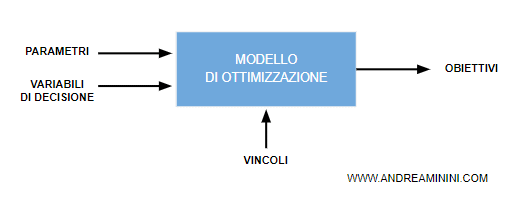 PARAMETRI
VARIABILI
DI DECISIONE
MODELLO
DI OTTIMIZZAZIONE
OBIETTIVI
VINCOLI
WWW.ANDREAMININI.COM